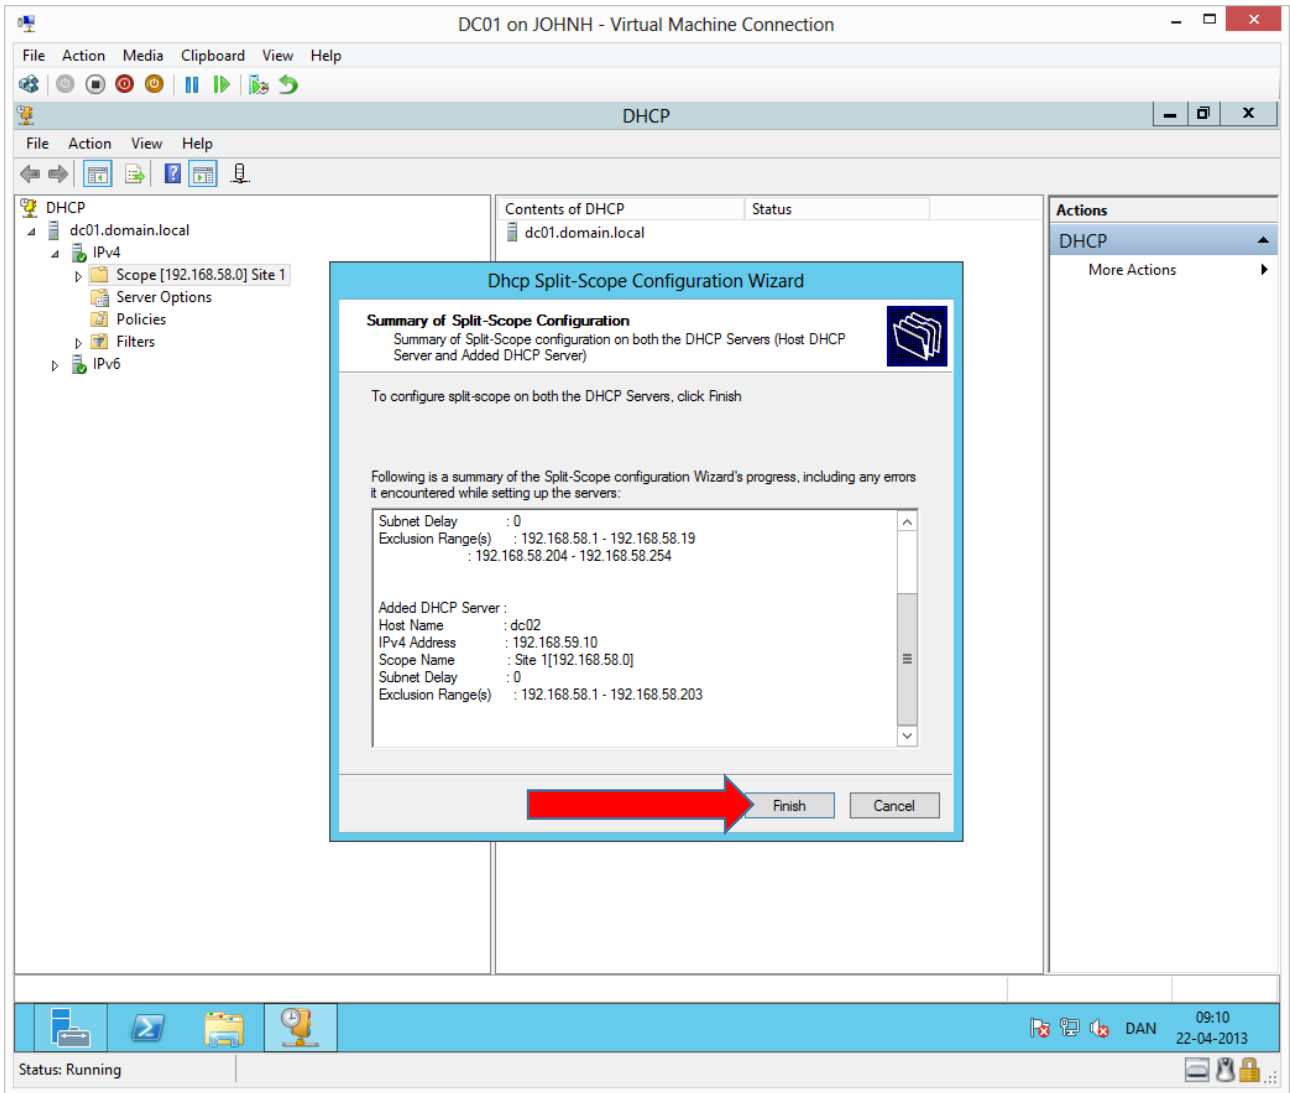 DC01 on JOHNH - Virtual Machine Connection
File Action Media Clipboard View Help
DHCP
File Action View Help
DHCP
dc01.domain.local
IPv4
Scope [192.168.58.0] Site 1
Server Options
Policies
Filters
IPv6
Contents of DHCP Status
dc01.domain.local
Actions
DHCP
More Actions
Dhcp Split-Scope Configuration Wizard
Summary of Split-Scope Configuration
Summary of Split-Scope configuration on both the DHCP Servers (Host DHCP
Server and Added DHCP Server)
To configure split-scope on both the DHCP Servers, click Finish
Following is a summary of the Split-Scope configuration Wizard's progress, including any errors
it encountered while setting up the servers:
Subnet Delay : 0
Exclusion Range(s) : 192.168.58.1 - 192.168.58.19
: 192.168.58.204 - 192.168.58.254
Added DHCP Server :
Host Name : dc02
IPv4 Address : 192.168.59.10
Scope Name : Site 1[192.168.58.0]
Subnet Delay : 0
Exclusion Range(s) : 192.168.58.1 - 192.168.58.203
Finish Cancel
DAN
09:10
22-04-2013
Status: Running